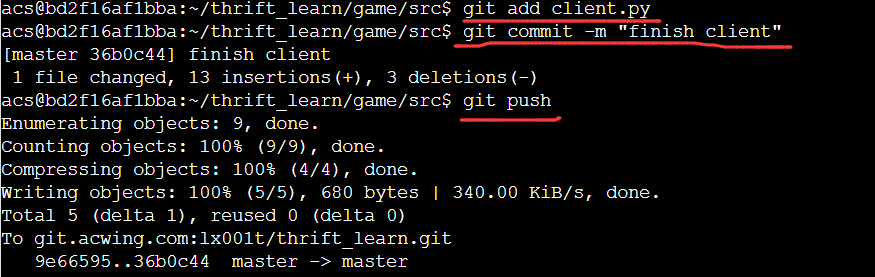 acs@bd2f16af1bba:~/thrift_learn/game/src$ git add client.py
acs@bd2f16af1bba:~/thrift_learn/game/src$ git commit -m "finish client"
[master 36b0c44] finish client
 1 file changed, 13 insertions(+), 3 deletions(-)
acs@bd2f16af1bba:~/thrift_learn/game/src$ git push
Enumerating objects: 9, done.
Counting objects: 100% (9/9), done.
Compressing objects: 100% (4/4), done.
Writing objects: 100% (5/5), 680 bytes | 340.00 KiB/s, done.
Total 5 (delta 1), reused 0 (delta 0)
To git.acwing.com:lx001t/thrift_learn.git
   9e66595..36b0c44  master -> master